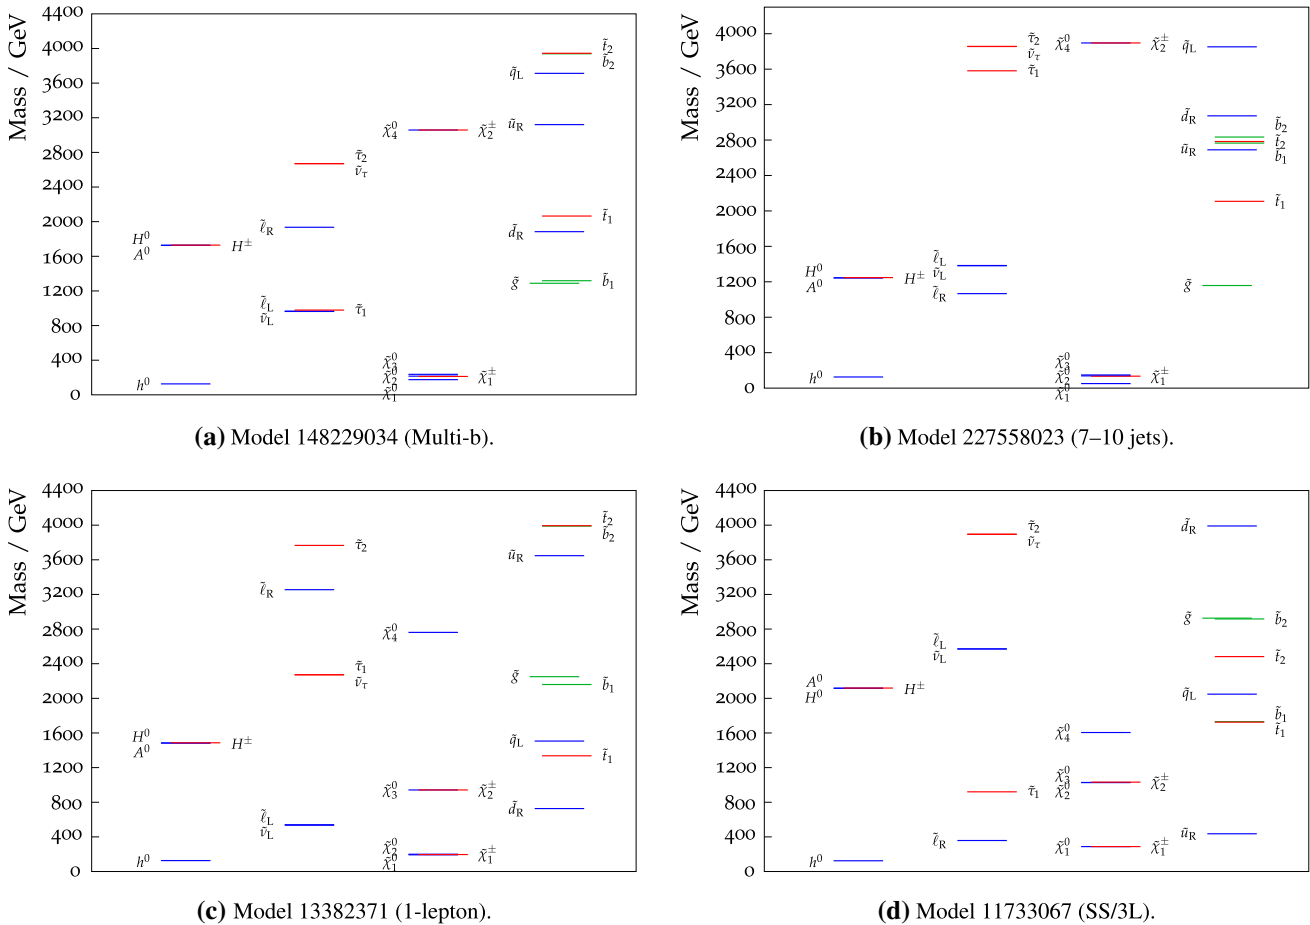 Mass / GeV
4400
4000
3600
3200
2800
2400
2000
1600
1200
800
400
0
H⁰
A⁰
H±
h⁰
τ̃₂
ν̃τ
ℓ̃R
ℓ̃L
ν̃L
τ̃₁
χ̃⁰₄
χ̃±₂
χ̃⁰₃
χ̃⁰₂
χ̃⁰₁
χ̃±₁
t̃₂
b̃₂
q̃L
ũR
t̃₁
d̃R
g̃
b̃₁
(a) Model 148229034 (Multi-b).
Mass / GeV
4000
3600
3200
2800
2400
2000
1600
1200
800
400
0
H⁰
A⁰
H±
h⁰
τ̃₂
ν̃τ
τ̃₁
ℓ̃L
ν̃L
ℓ̃R
χ̃⁰₄
χ̃±₂
χ̃⁰₃
χ̃⁰₂
χ̃⁰₁
χ̃±₁
q̃L
d̃R
b̃₂
t̃₂
b̃₁
ũR
t̃₁
g̃
(b) Model 227558023 (7–10 jets).
Mass / GeV
4400
4000
3600
3200
2800
2400
2000
1600
1200
800
400
0
H⁰
A⁰
H±
h⁰
τ̃₂
ℓ̃R
τ̃₁
ν̃τ
ℓ̃L
ν̃L
χ̃⁰₄
χ̃⁰₃
χ̃±₂
χ̃⁰₂
χ̃⁰₁
χ̃±₁
t̃₂
b̃₂
ũR
g̃
b̃₁
q̃L
t̃₁
d̃R
(c) Model 13382371 (1-lepton).
Mass / GeV
4400
4000
3600
3200
2800
2400
2000
1600
1200
800
400
0
A⁰
H⁰
H±
h⁰
τ̃₂
ν̃τ
ℓ̃L
ν̃L
τ̃₁
ℓ̃R
χ̃⁰₄
χ̃⁰₃
χ̃⁰₂
χ̃±₂
χ̃⁰₁
χ̃±₁
d̃R
g̃
b̃₂
t̃₂
q̃L
b̃₁
t̃₁
ũR
(d) Model 11733067 (SS/3L).